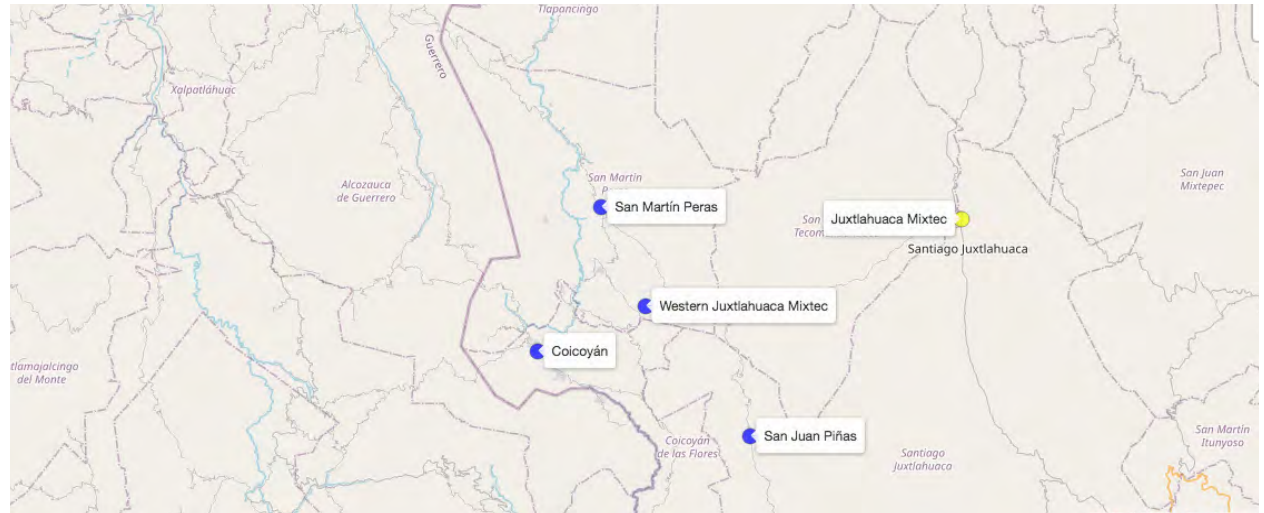 Tlapancingo
Guerrero
Xalpatláhuac
Alcozauca
de Guerrero
San Martín
San Martín Peras
San Juan
Mixtepec
San
Juxtlahuaca Mixtec
Santiago Juxtlahuaca
Western Juxtlahuaca Mixtec
Coicoyán
del Monte
San Juan Piñas
Coicoyán
de las Flores
Santiago
Juxtlahuaca
San Martín
Itunyoso